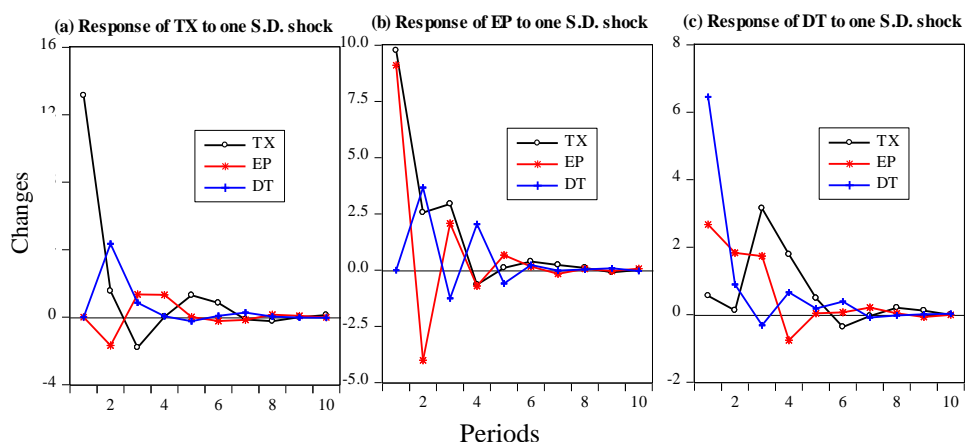 (a) Response of TX to one S.D. shock
(b) Response of EP to one S.D. shock
(c) Response of DT to one S.D. shock
Changes
16
12
0
-4
2 4 6 8 10
TX
EP
DT
10.0
7.5
5.0
2.5
0.0
-2.5
-5.0
2 4 6 8 10
TX
EP
DT
8
6
4
2
0
-2
2 4 6 8 10
TX
EP
DT
Periods